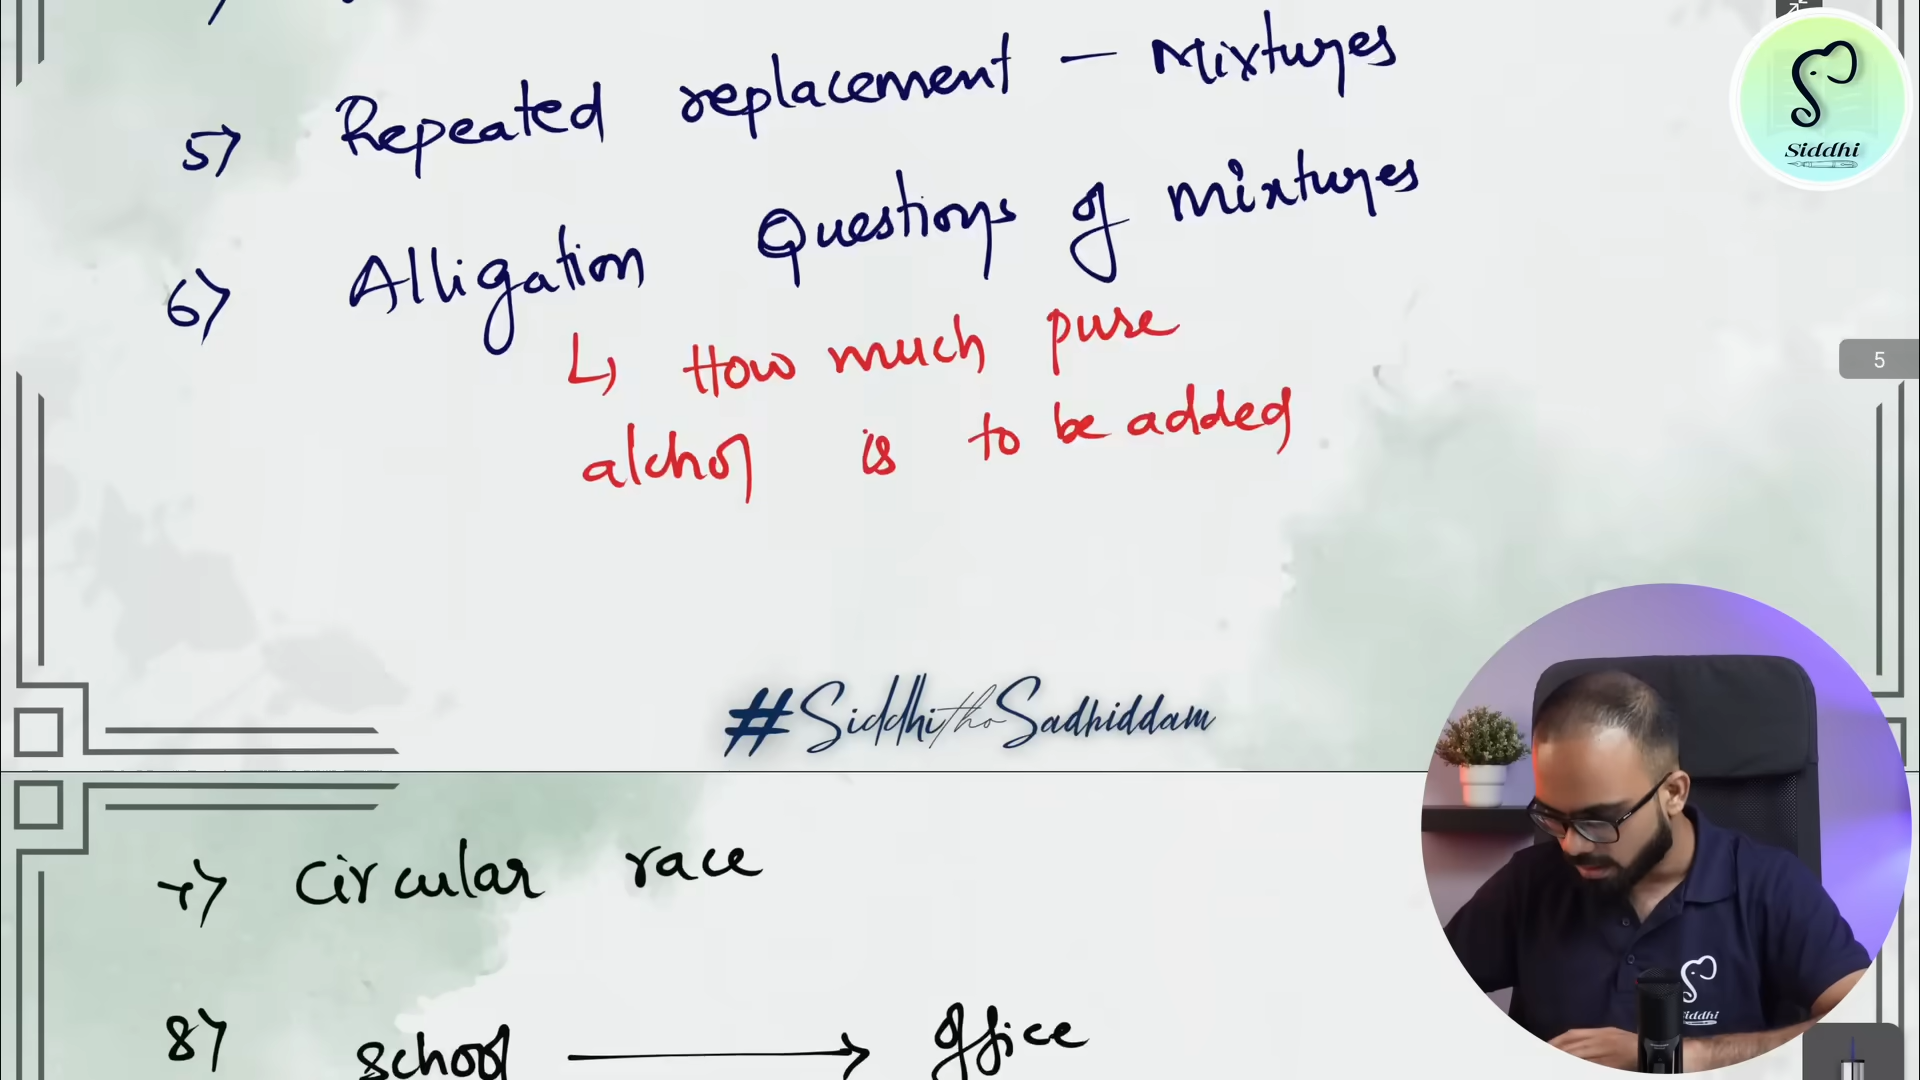 5) Repeated replacement — Mixtures
6) Alligation Questions of mixtures
↳ How much pure
alchol is to be added
#SiddhithoSadhiddam
7) Circular race
8) school → office
Siddhi
5
Siddhi